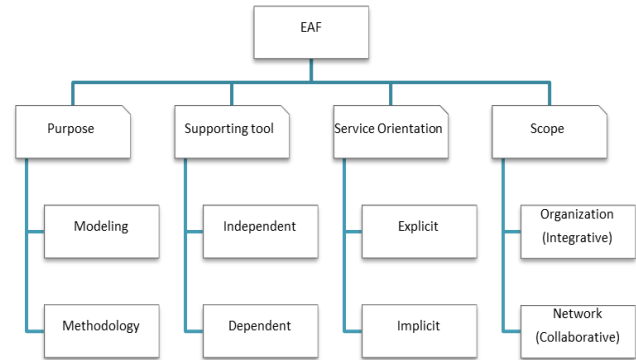 EAF
Purpose
Supporting tool
Service Orientation
Scope
Modeling
Independent
Explicit
Organization
(Integrative)
Methodology
Dependent
Implicit
Network
(Collaborative)